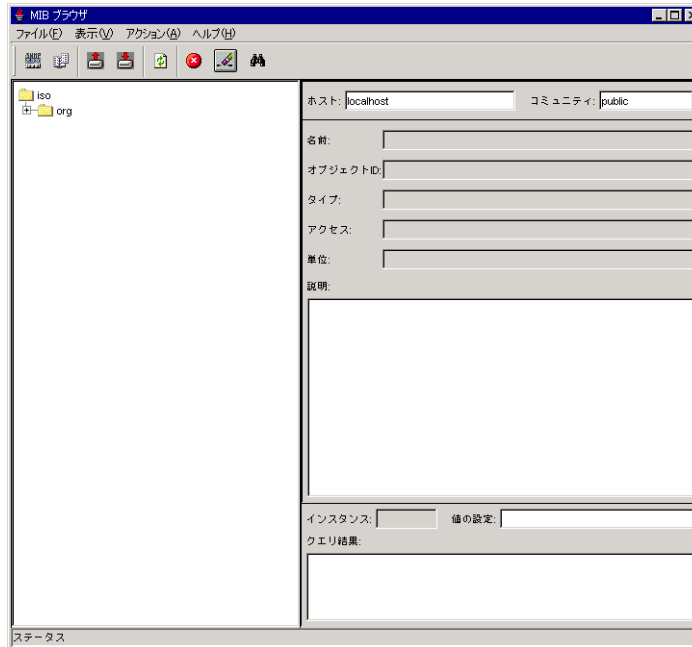 MIB ブラウザ
ファイル(F) 表示(V) アクション(A) ヘルプ(H)
iso
org
ホスト: localhost コミュニティ: public
名前:
オブジェクトID:
タイプ:
アクセス:
単位:
説明:
インスタンス: 値の設定:
クエリ結果:
ステータス